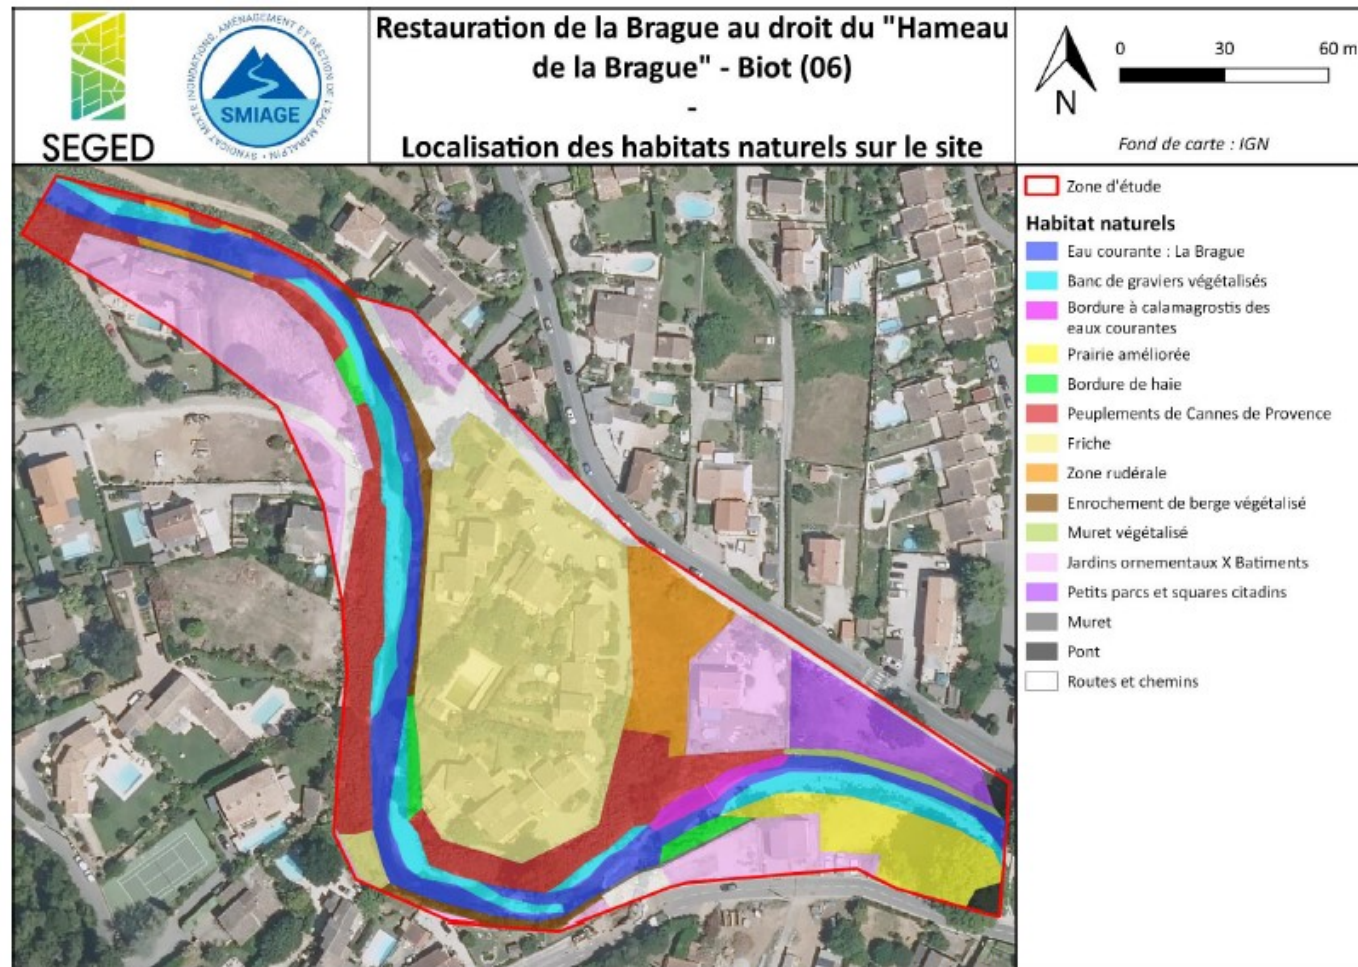 Restauration de la Brague au droit du "Hameau
de la Brague" - Biot (06)
-
Localisation des habitats naturels sur le site
SEGED
SYNDICAT MIXTE INONDATIONS, AMÉNAGEMENT ET GESTION DE L'EAU MARALPIN
SMIAGE
N
0 30 60 m
Fond de carte : IGN
Zone d'étude
Habitat naturels
Eau courante : La Brague
Banc de graviers végétalisés
Bordure à calamagrostis des
eaux courantes
Prairie améliorée
Bordure de haie
Peuplements de Cannes de Provence
Friche
Zone rudérale
Enrochement de berge végétalisé
Muret végétalisé
Jardins ornementaux X Batiments
Petits parcs et squares citadins
Muret
Pont
Routes et chemins